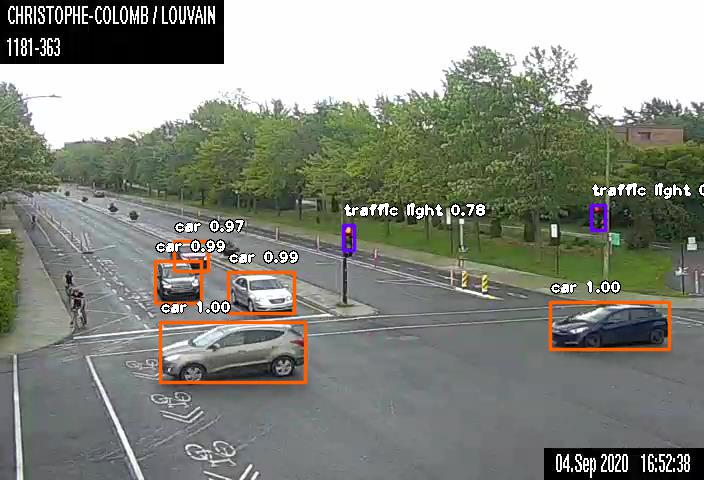 CHRISTOPHE-COLOMB / LOUVAIN
1181-363
traffic light 0.78
traffic light 0
car 0.97
car 0.99
car 0.99
car 1.00
car 1.00
04.Sep 2020 16:52:38